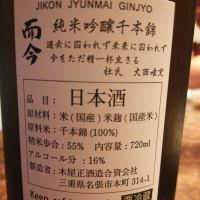 JIKON JYUNMAI GINJYO
而今
純米吟醸千本錦
過去に囚われず未来に囚われず
今をただ精一杯生きる
杜氏 大西唯克
品目:日本酒
原材料:米(国産)米麹(国産米)
原料米:千本錦(100%)
精米歩合:55% 内容量:720ml
アルコール分:16%
製造者:木屋正酒造合資会社
三重県名張市本町314-1
Keep
要冷蔵